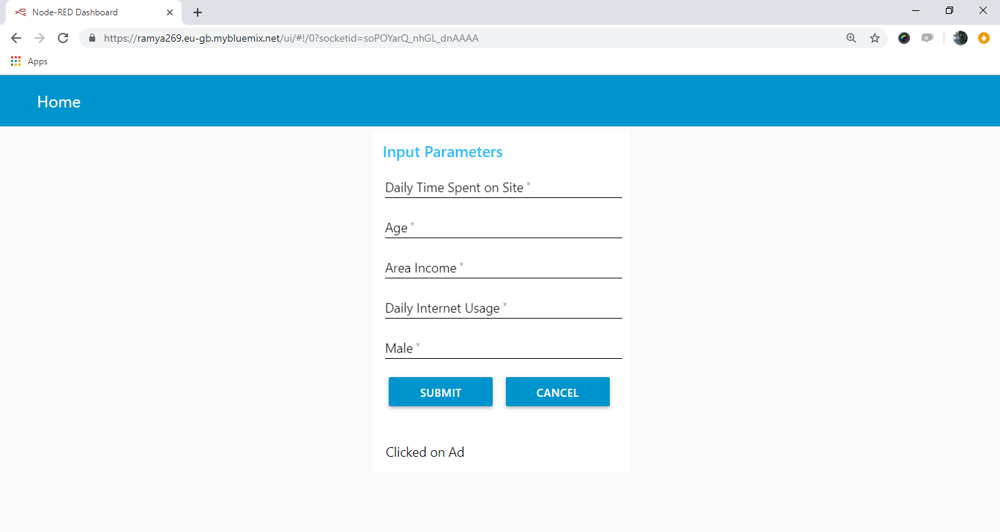 Node-RED Dashboard
https://ramya269.eu-gb.mybluemix.net/ui/#!/0?socketid=soPOYarQ_nhGL_dnAAAA
Apps
Home
Input Parameters
Daily Time Spent on Site *
Age *
Area Income *
Daily Internet Usage *
Male *
SUBMIT CANCEL
Clicked on Ad